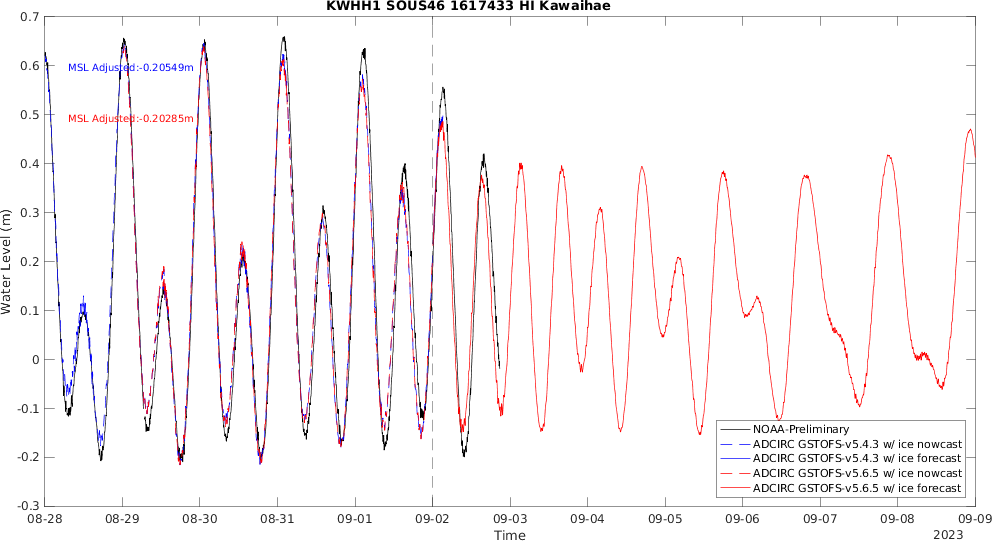 KWHH1 SOUS46 1617433 HI Kawaihae
0.7
0.6
0.5
0.4
0.3
0.2
0.1
0
-0.1
-0.2
-0.3
Water Level (m)
MSL Adjusted:-0.20549m
MSL Adjusted:-0.20285m
NOAA-Preliminary
ADCIRC GSTOFS-v5.4.3 w/ ice nowcast
ADCIRC GSTOFS-v5.4.3 w/ ice forecast
ADCIRC GSTOFS-v5.6.5 w/ ice nowcast
ADCIRC GSTOFS-v5.6.5 w/ ice forecast
08-28 08-29 08-30 08-31 09-01 09-02 09-03 09-04 09-05 09-06 09-07 09-08 09-09
Time
2023